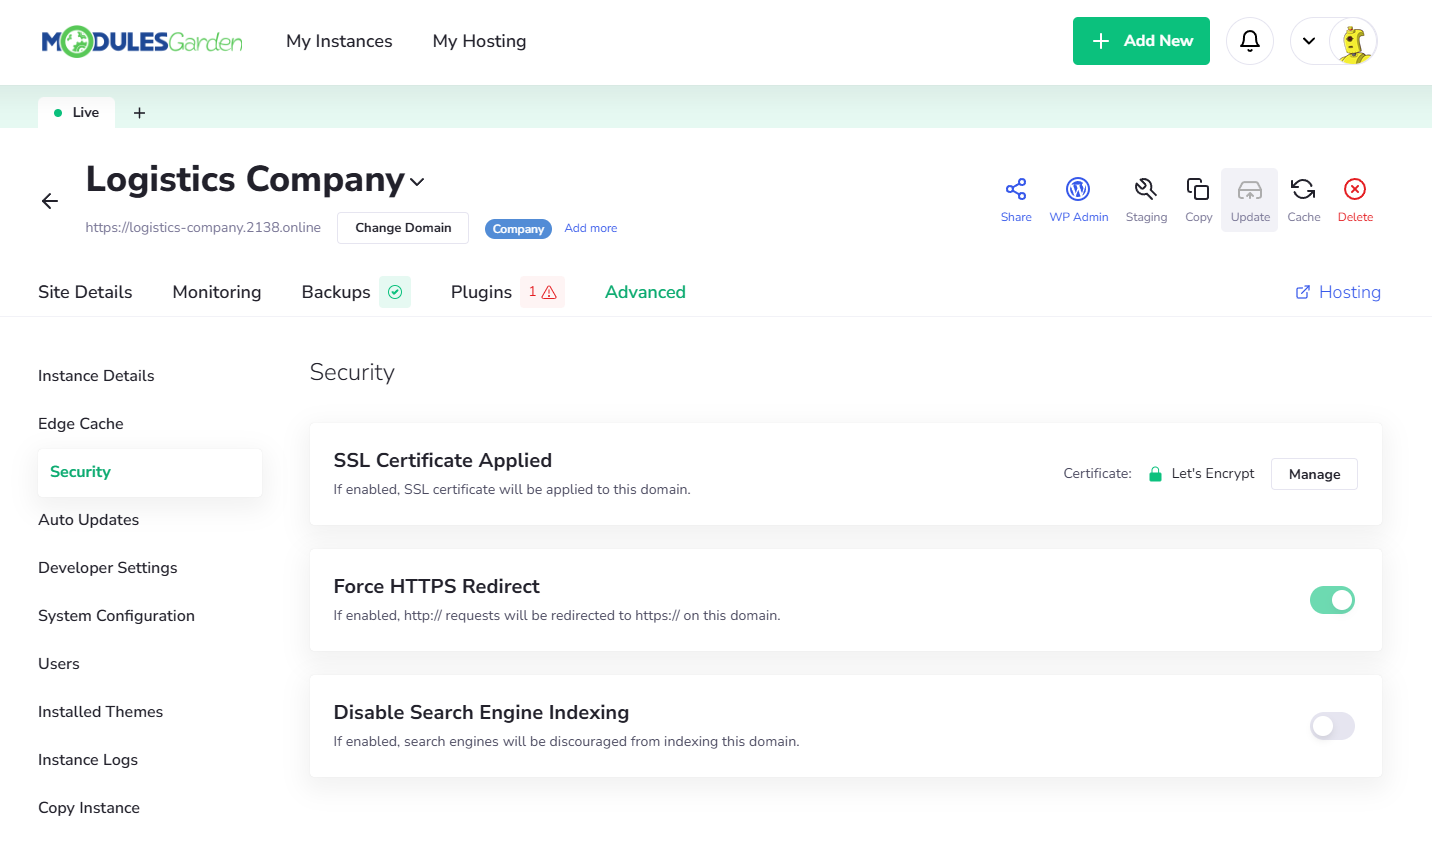 MODULESGarden
My Instances
My Hosting
Add New
Live
Logistics Company
https://logistics-company.2138.online
Change Domain
Company
Add more
Share
WP Admin
Staging
Copy
Update
Cache
Delete
Site Details
Monitoring
Backups
Plugins
1
Advanced
Hosting
Instance Details
Edge Cache
Security
Auto Updates
Developer Settings
System Configuration
Users
Installed Themes
Instance Logs
Copy Instance
Security
SSL Certificate Applied
If enabled, SSL certificate will be applied to this domain.
Certificate:
Let's Encrypt
Manage
Force HTTPS Redirect
If enabled, http:// requests will be redirected to https:// on this domain.
Disable Search Engine Indexing
If enabled, search engines will be discouraged from indexing this domain.